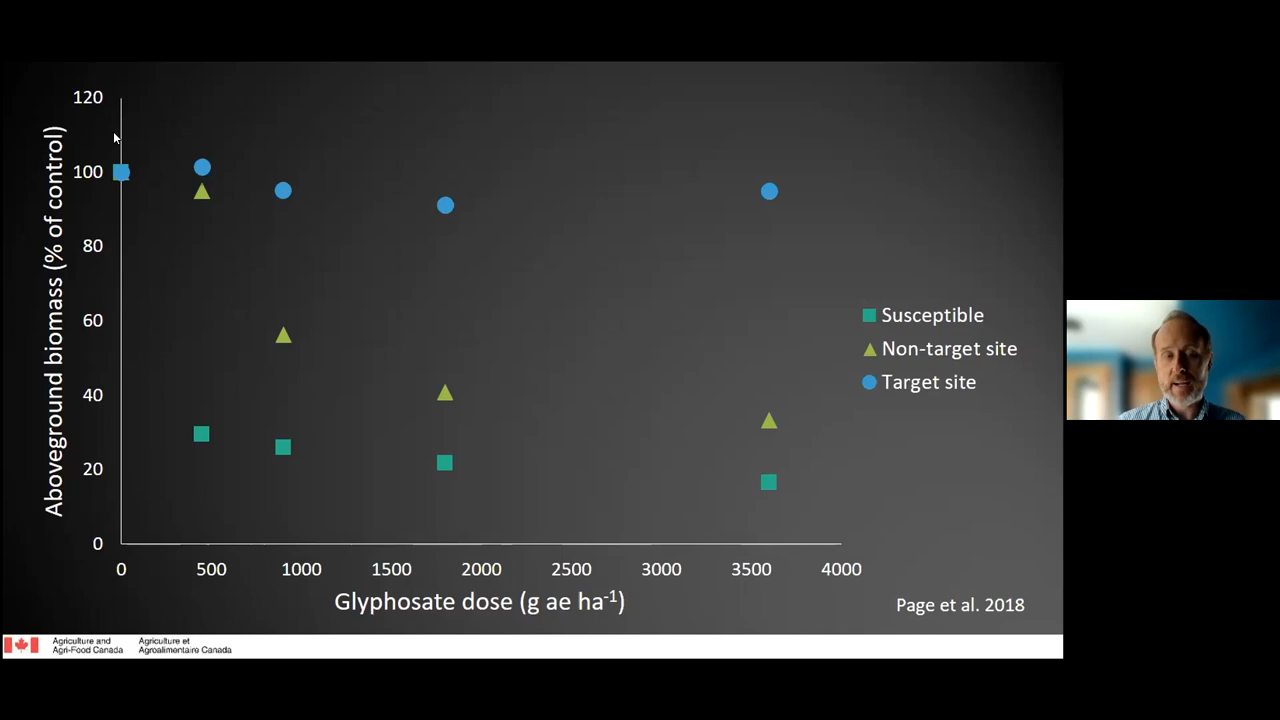 120
100
80
60
40
20
0
Aboveground biomass (% of control)
0 500 1000 1500 2000 2500 3000 3500 4000
Glyphosate dose (g ae ha⁻¹)
Susceptible
Non-target site
Target site
Page et al. 2018
Agriculture and Agriculture et
Agri-Food Canada Agroalimentaire Canada